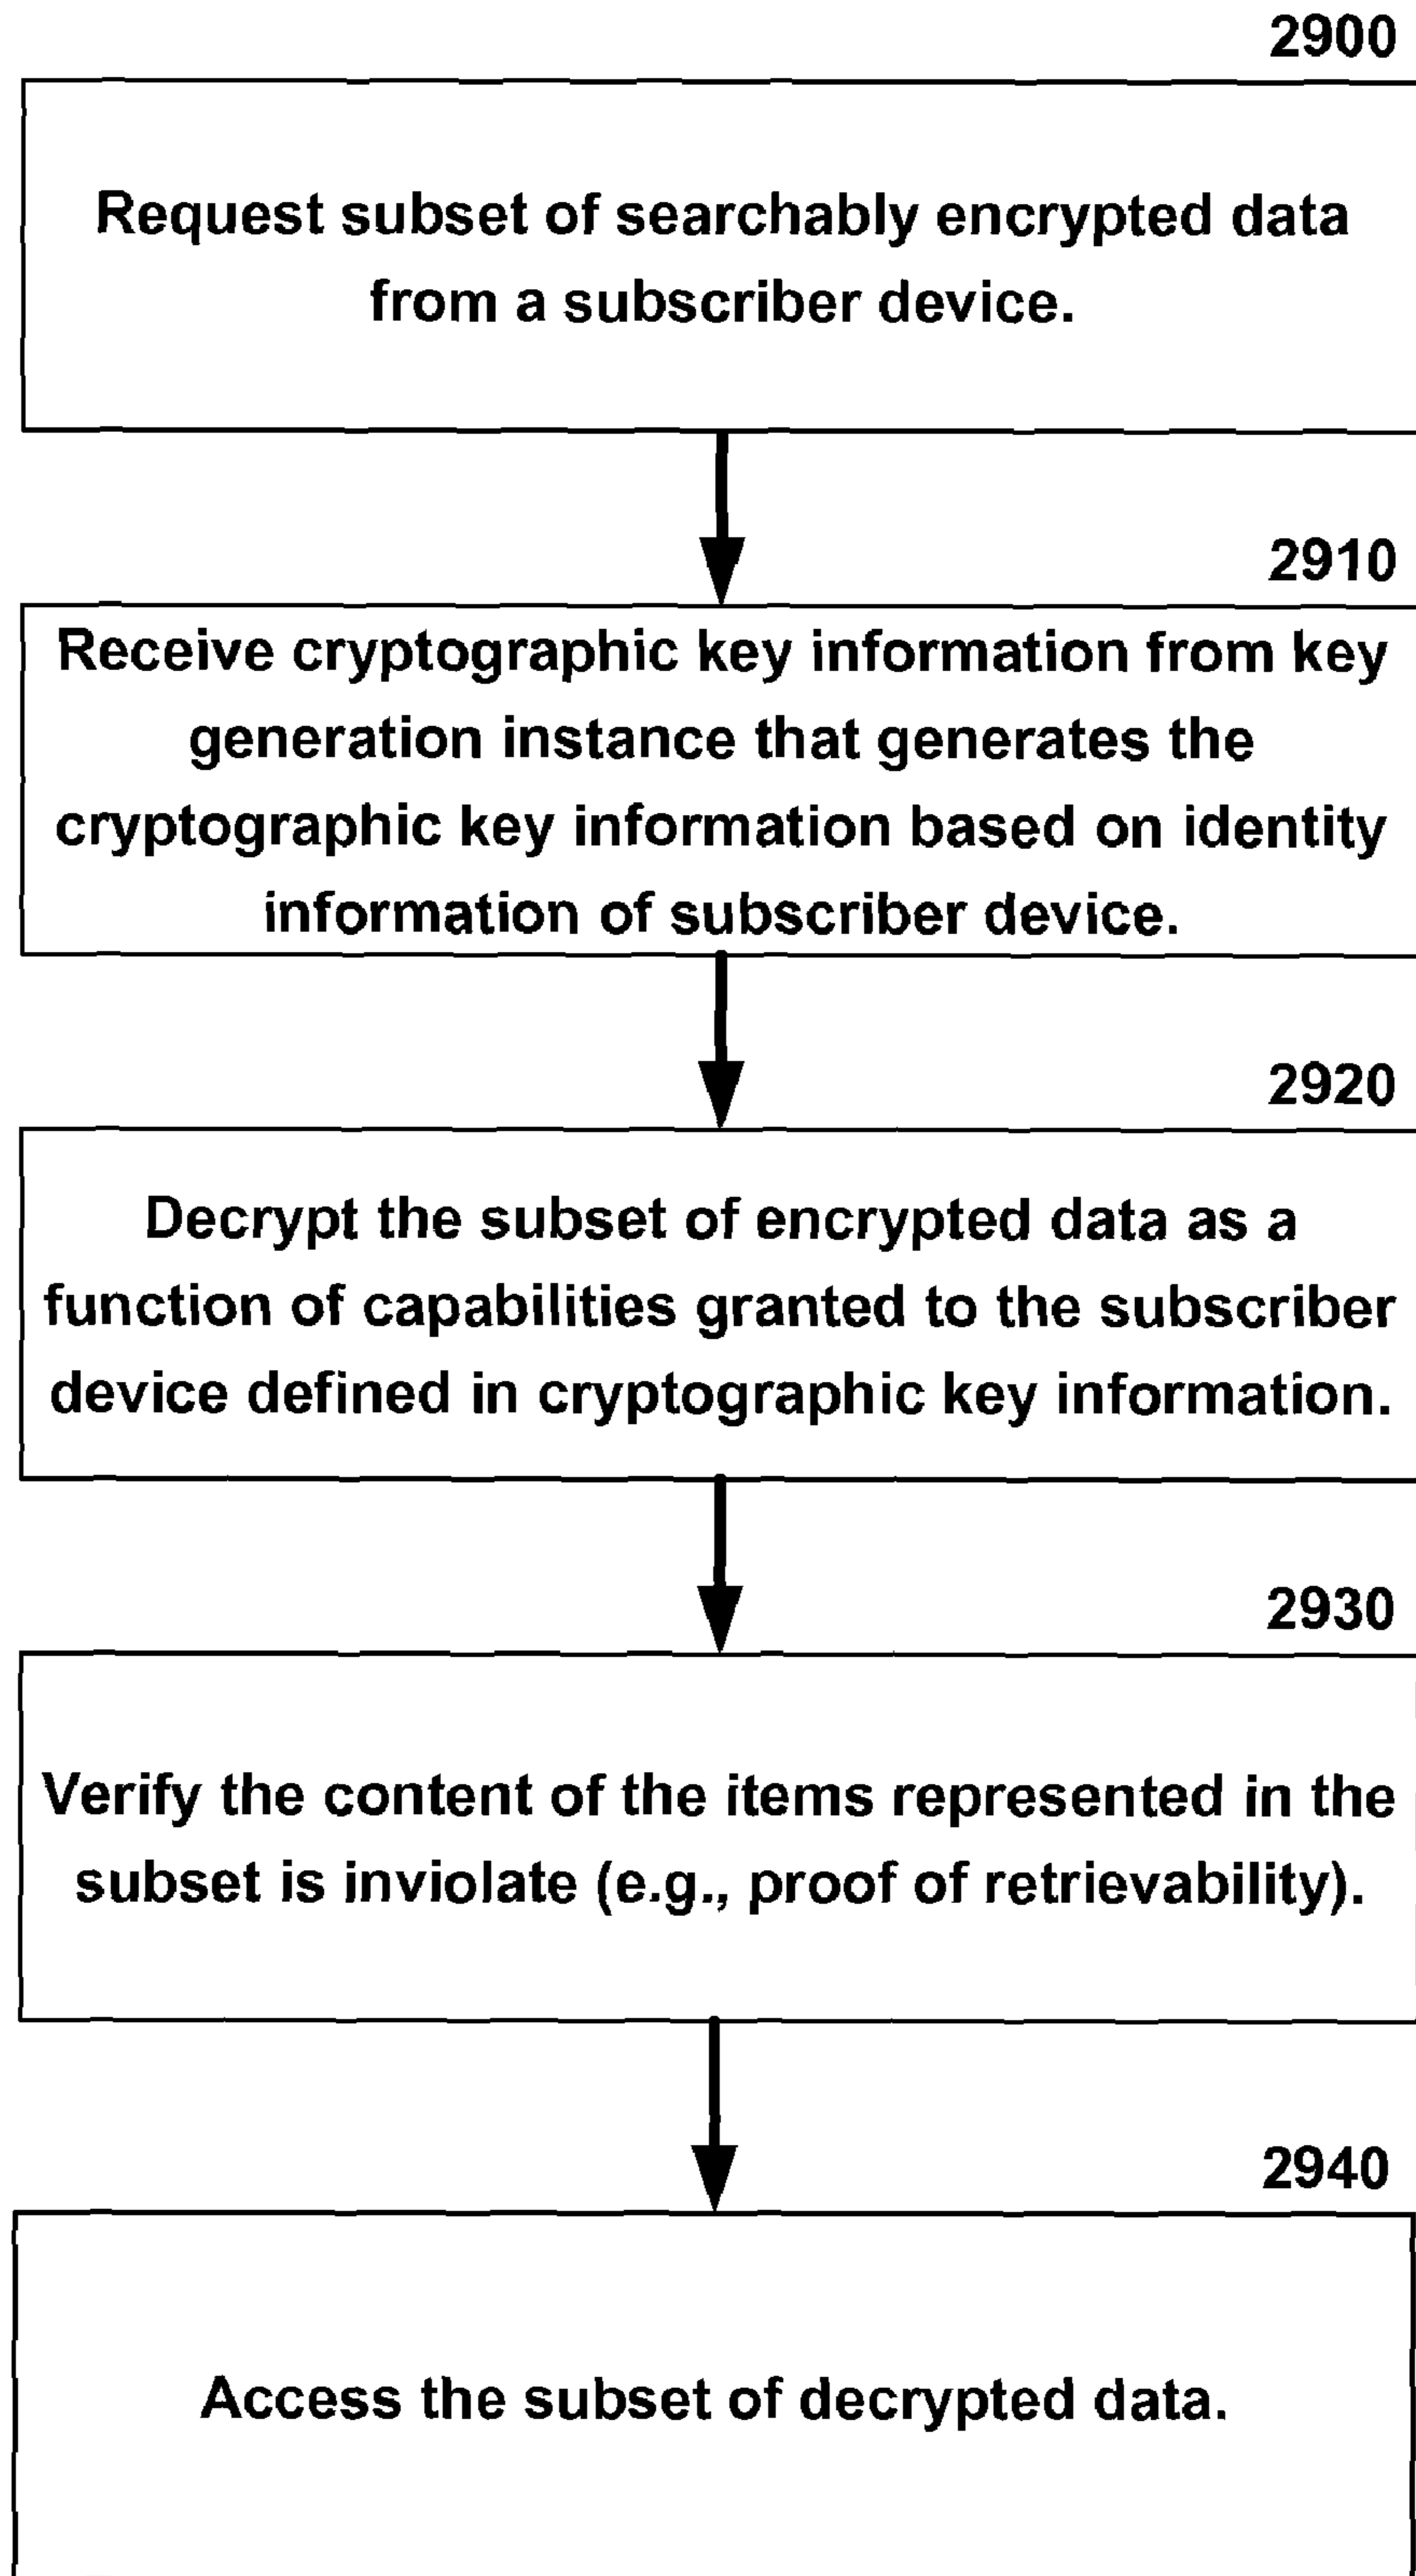 2900
Request subset of searchably encrypted data
from a subscriber device.
2910
Receive cryptographic key information from key
generation instance that generates the
cryptographic key information based on identity
information of subscriber device.
2920
Decrypt the subset of encrypted data as a
function of capabilities granted to the subscriber
device defined in cryptographic key information.
2930
Verify the content of the items represented in the
subset is inviolate (e.g., proof of retrievability).
2940
Access the subset of decrypted data.